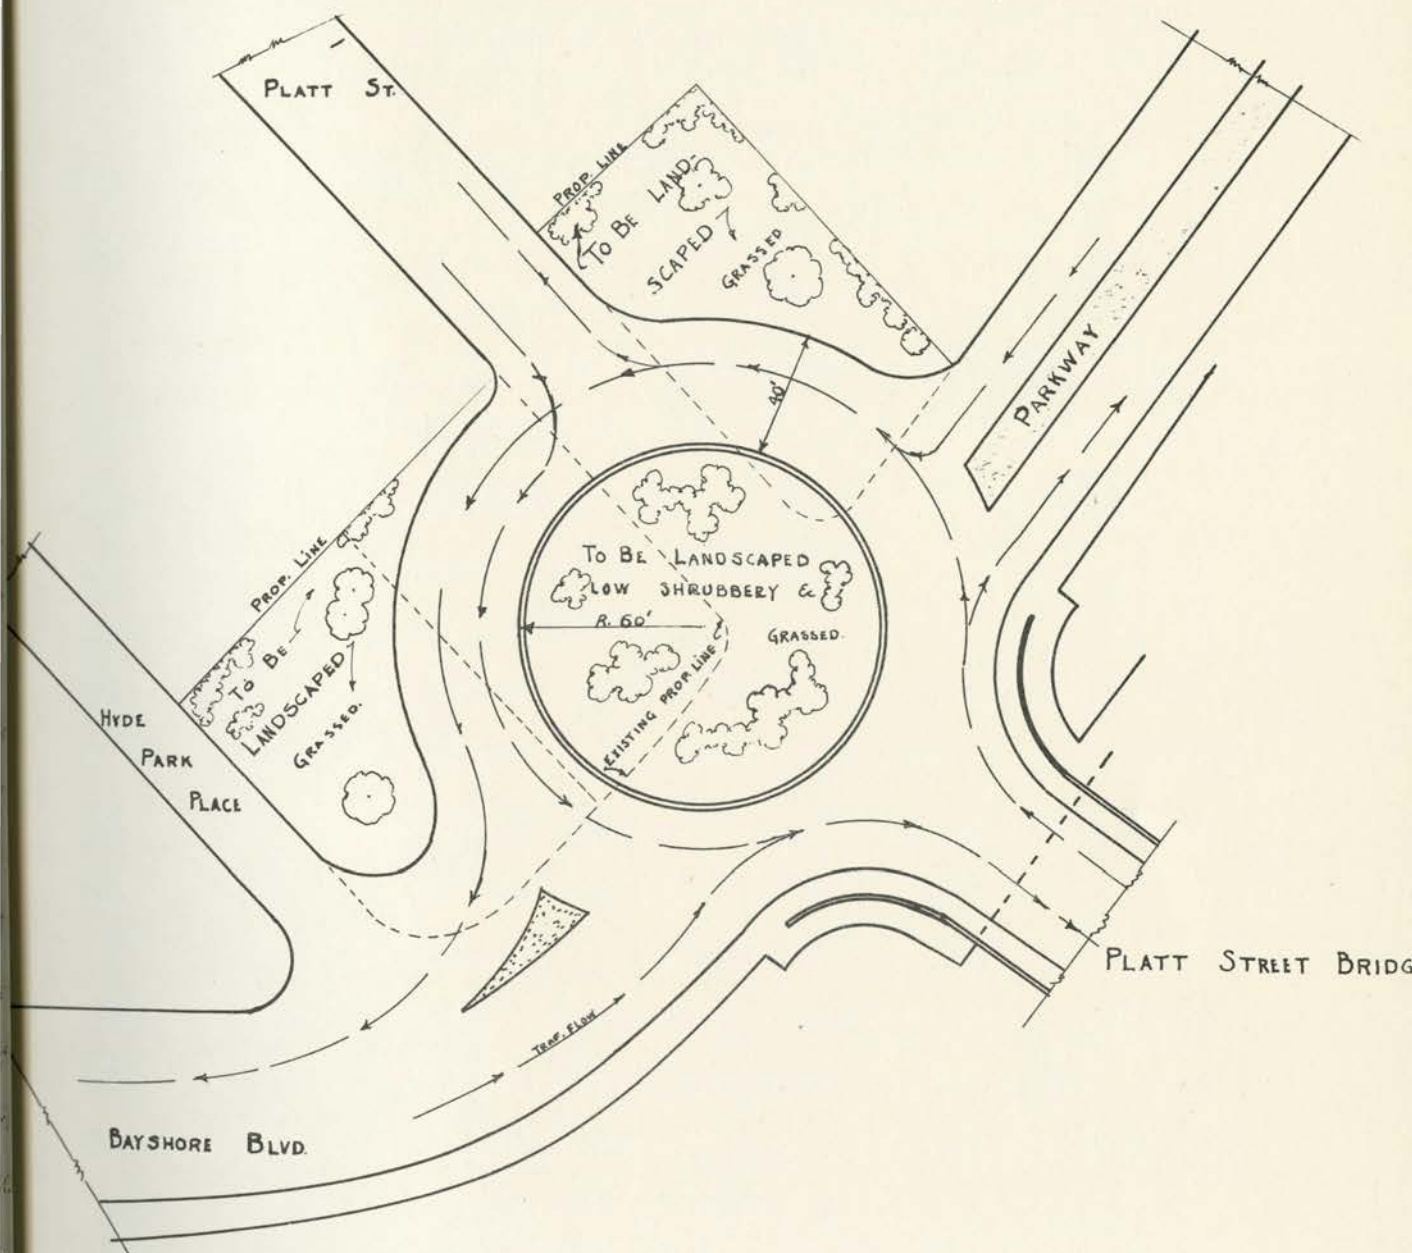 PLATT ST.
PROP. LINE
TO BE LAND-
SCAPED
GRASSED
PARKWAY
40'
TO BE LANDSCAPED
LOW SHRUBBERY &
R. 60'
GRASSED.
EXISTING PROP. LINE
PROP. LINE
TO BE
LANDSCAPED
GRASSED.
HYDE
PARK
PLACE
PLATT STREET BRIDG
TRAF. FLOW
BAYSHORE BLVD.